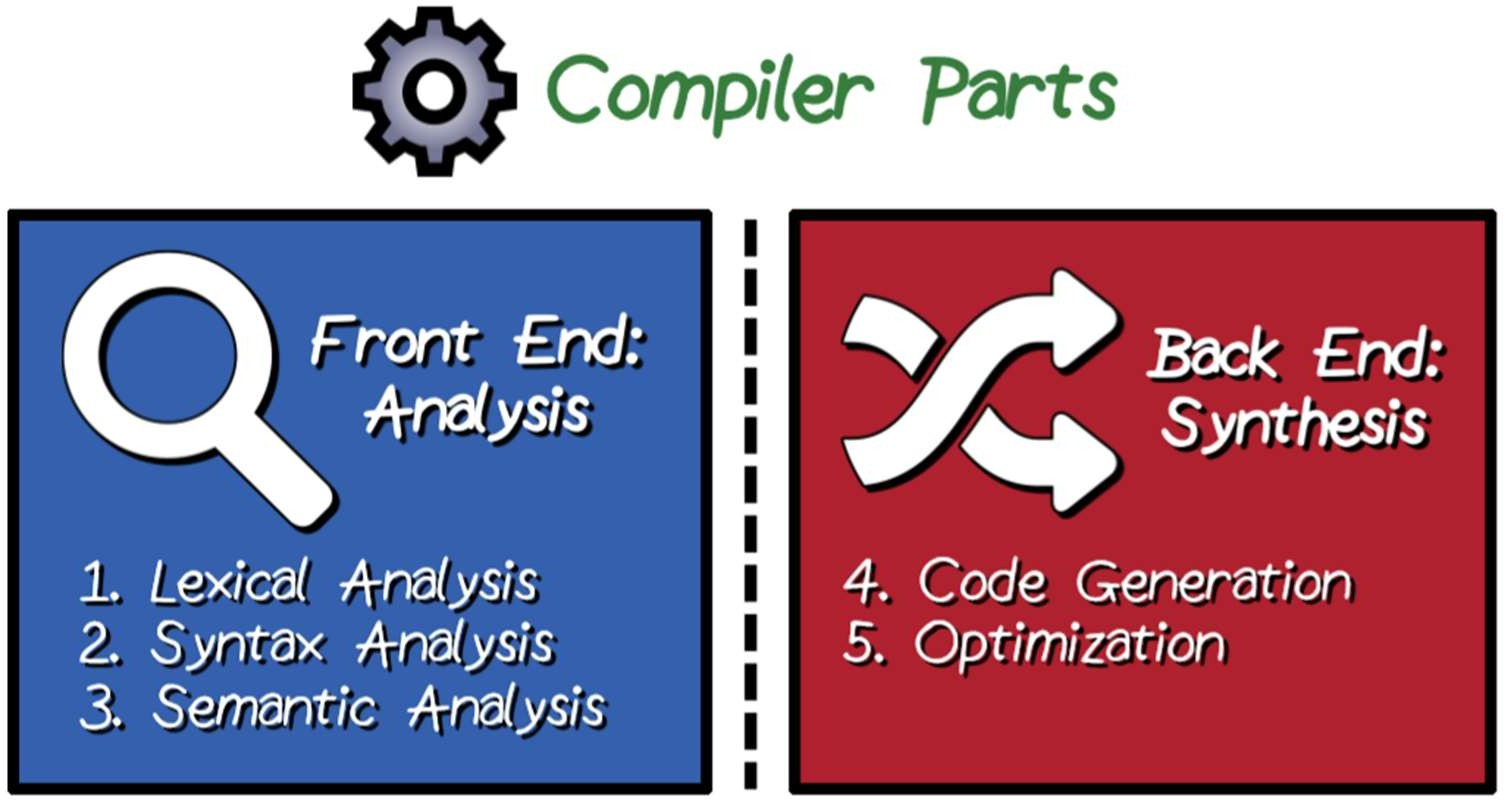 Compiler Parts
Front End:
Analysis
1. Lexical Analysis
2. Syntax Analysis
3. Semantic Analysis
Back End:
Synthesis
4. Code Generation
5. Optimization